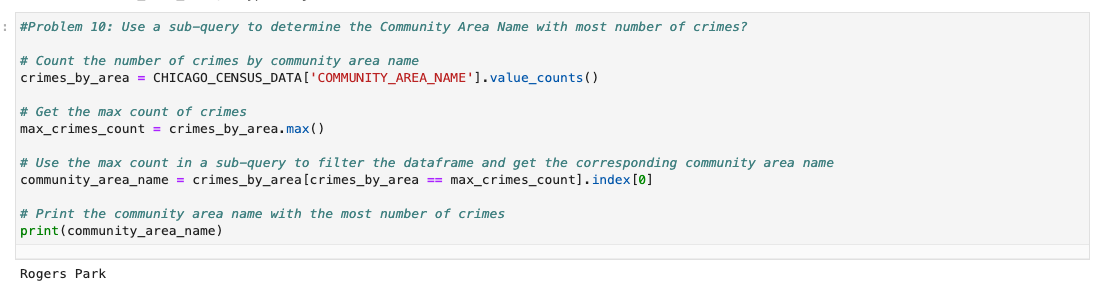 #Problem 10: Use a sub-query to determine the Community Area Name with most number of crimes?
# Count the number of crimes by community area name
crimes_by_area = CHICAGO_CENSUS_DATA['COMMUNITY_AREA_NAME'].value_counts()
# Get the max count of crimes
max_crimes_count = crimes_by_area.max()
# Use the max count in a sub-query to filter the dataframe and get the corresponding community area name
community_area_name = crimes_by_area[crimes_by_area == max_crimes_count].index[0]
# Print the community area name with the most number of crimes
print(community_area_name)
Rogers Park